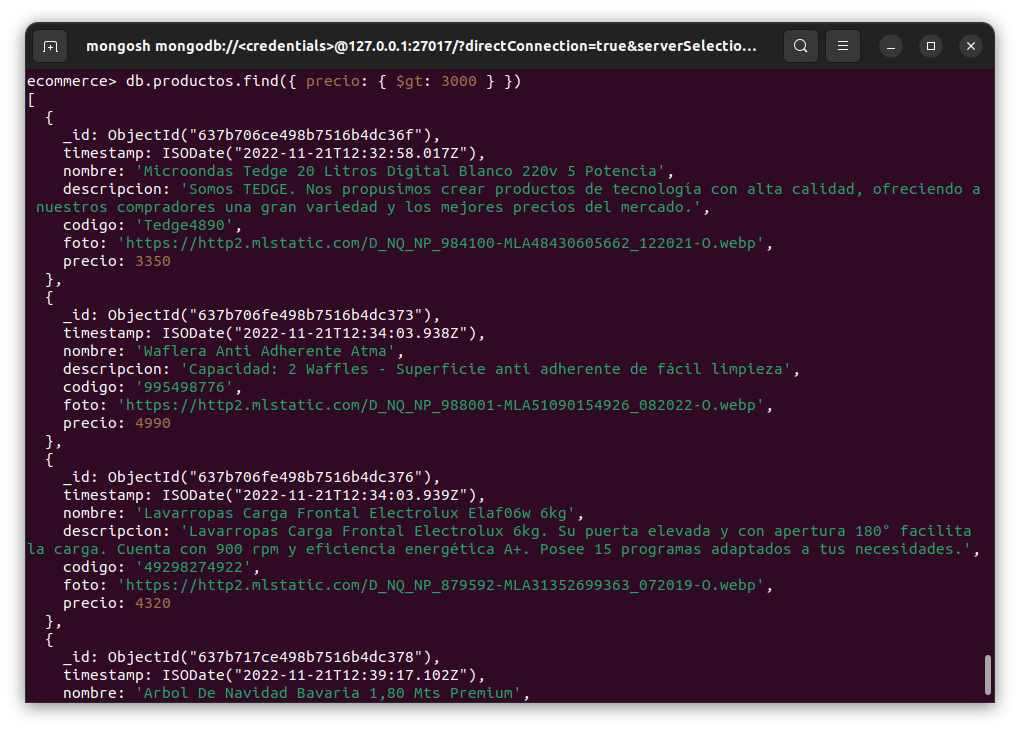 mongosh mongodb://<credentials>@127.0.0.1:27017/?directConnection=true&serverSelectio...
ecommerce> db.productos.find({ precio: { $gt: 3000 } })
[
  {
    _id: ObjectId("637b706ce498b7516b4dc36f"),
    timestamp: ISODate("2022-11-21T12:32:58.017Z"),
    nombre: 'Microondas Tedge 20 Litros Digital Blanco 220v 5 Potencia',
    descripcion: 'Somos TEDGE. Nos propusimos crear productos de tecnología con alta calidad, ofreciendo a
 nuestros compradores una gran variedad y los mejores precios del mercado.',
    codigo: 'Tedge4890',
    foto: 'https://http2.mlstatic.com/D_NQ_NP_984100-MLA48430605662_122021-O.webp',
    precio: 3350
  },
  {
    _id: ObjectId("637b706fe498b7516b4dc373"),
    timestamp: ISODate("2022-11-21T12:34:03.938Z"),
    nombre: 'Waflera Anti Adherente Atma',
    descripcion: 'Capacidad: 2 Waffles - Superficie anti adherente de fácil limpieza',
    codigo: '995498776',
    foto: 'https://http2.mlstatic.com/D_NQ_NP_988001-MLA51090154926_082022-O.webp',
    precio: 4990
  },
  {
    _id: ObjectId("637b706fe498b7516b4dc376"),
    timestamp: ISODate("2022-11-21T12:34:03.939Z"),
    nombre: 'Lavarropas Carga Frontal Electrolux Elaf06w 6kg',
    descripcion: 'Lavarropas Carga Frontal Electrolux 6kg. Su puerta elevada y con apertura 180° facilita
la carga. Cuenta con 900 rpm y eficiencia energética A+. Posee 15 programas adaptados a tus necesidades.',
    codigo: '49298274922',
    foto: 'https://http2.mlstatic.com/D_NQ_NP_879592-MLA31352699363_072019-O.webp',
    precio: 4320
  },
  {
    _id: ObjectId("637b717ce498b7516b4dc378"),
    timestamp: ISODate("2022-11-21T12:39:17.102Z"),
    nombre: 'Arbol De Navidad Bavaria 1,80 Mts Premium',